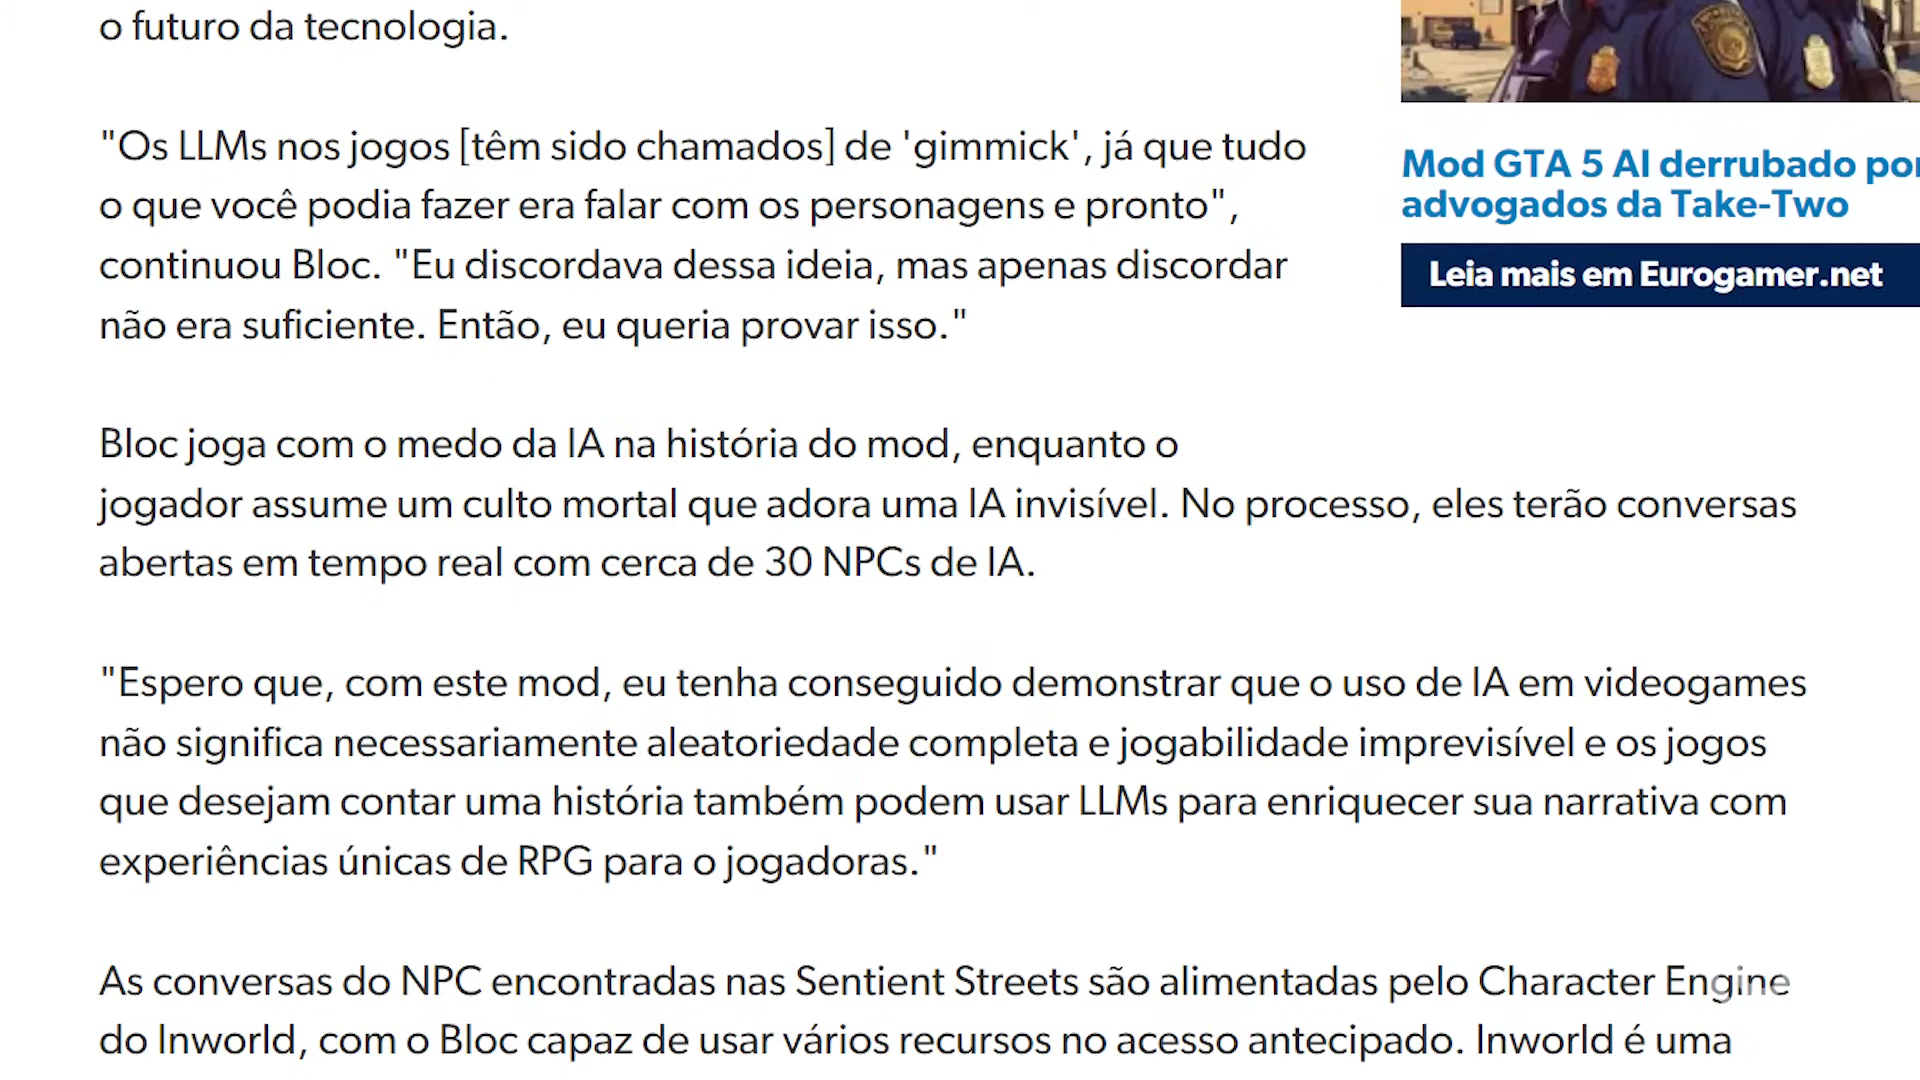 o futuro da tecnologia.
"Os LLMs nos jogos [têm sido chamados] de 'gimmick', já que tudo
o que você podia fazer era falar com os personagens e pronto",
continuou Bloc. "Eu discordava dessa ideia, mas apenas discordar
não era suficiente. Então, eu queria provar isso."
Bloc joga com o medo da IA na história do mod, enquanto o
jogador assume um culto mortal que adora uma IA invisível. No processo, eles terão conversas
abertas em tempo real com cerca de 30 NPCs de IA.
"Espero que, com este mod, eu tenha conseguido demonstrar que o uso de IA em videogames
não significa necessariamente aleatoriedade completa e jogabilidade imprevisível e os jogos
que desejam contar uma história também podem usar LLMs para enriquecer sua narrativa com
experiências únicas de RPG para o jogadoras."
As conversas do NPC encontradas nas Sentient Streets são alimentadas pelo Character Engine
do Inworld, com o Bloc capaz de usar vários recursos no acesso antecipado. Inworld é uma
Mod GTA 5 AI derrubado por
advogados da Take-Two
Leia mais em Eurogamer.net